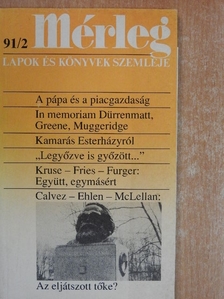 91/2 Mérleg
LAPOK ÉS KÖNYVEK SZEMLÉJE
A pápa és a piacgazdaság
In memoriam Dürrenmatt,
Greene, Muggeridge
Kamarás Esterházyról
„Legyőzve is győzött..."
Kruse – Fries – Furger:
Együtt, egymásért
Calvez – Ehlen – McLellan:
Az eljátszott tőke?